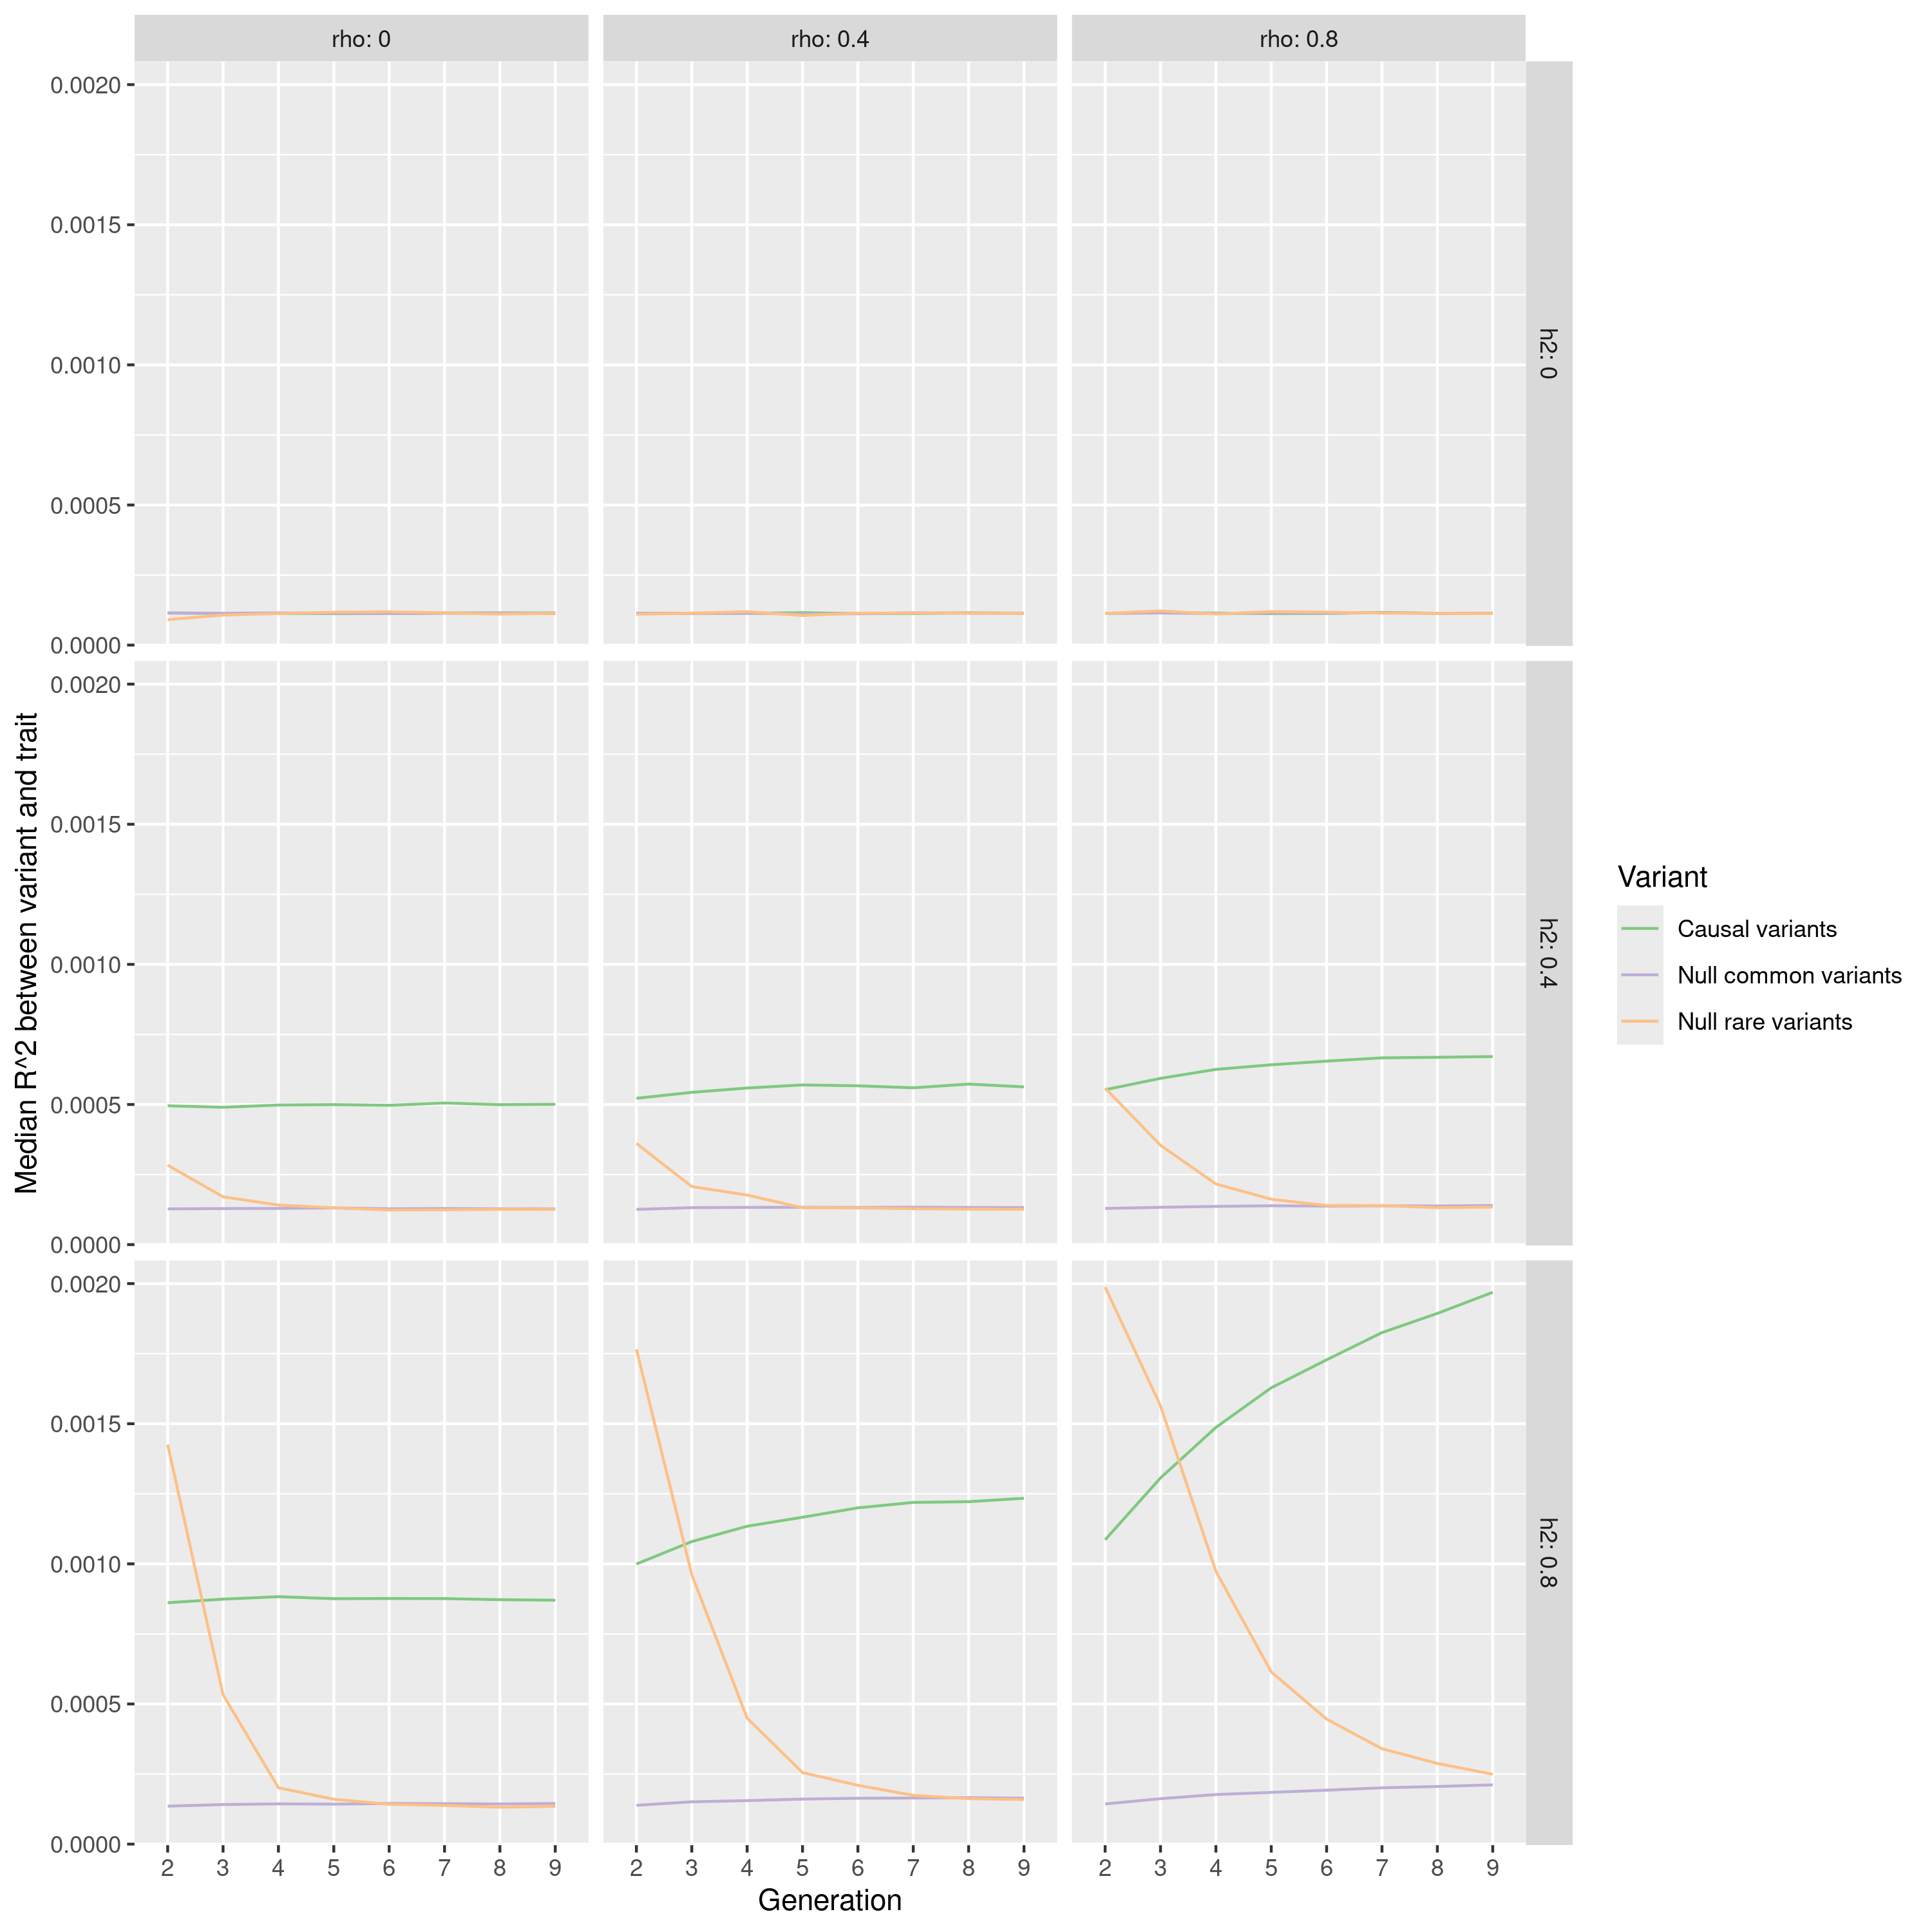 rho: 0
rho: 0.4
rho: 0.8
0.0020
0.0015
0.0010
0.0005
0.0000
h2: 0
0.0020
0.0015
0.0010
0.0005
0.0000
h2: 0.4
0.0020
0.0015
0.0010
0.0005
0.0000
h2: 0.8
Median R^2 between variant and trait
2 3 4 5 6 7 8 9
2 3 4 5 6 7 8 9
2 3 4 5 6 7 8 9
Generation
Variant
Causal variants
Null common variants
Null rare variants